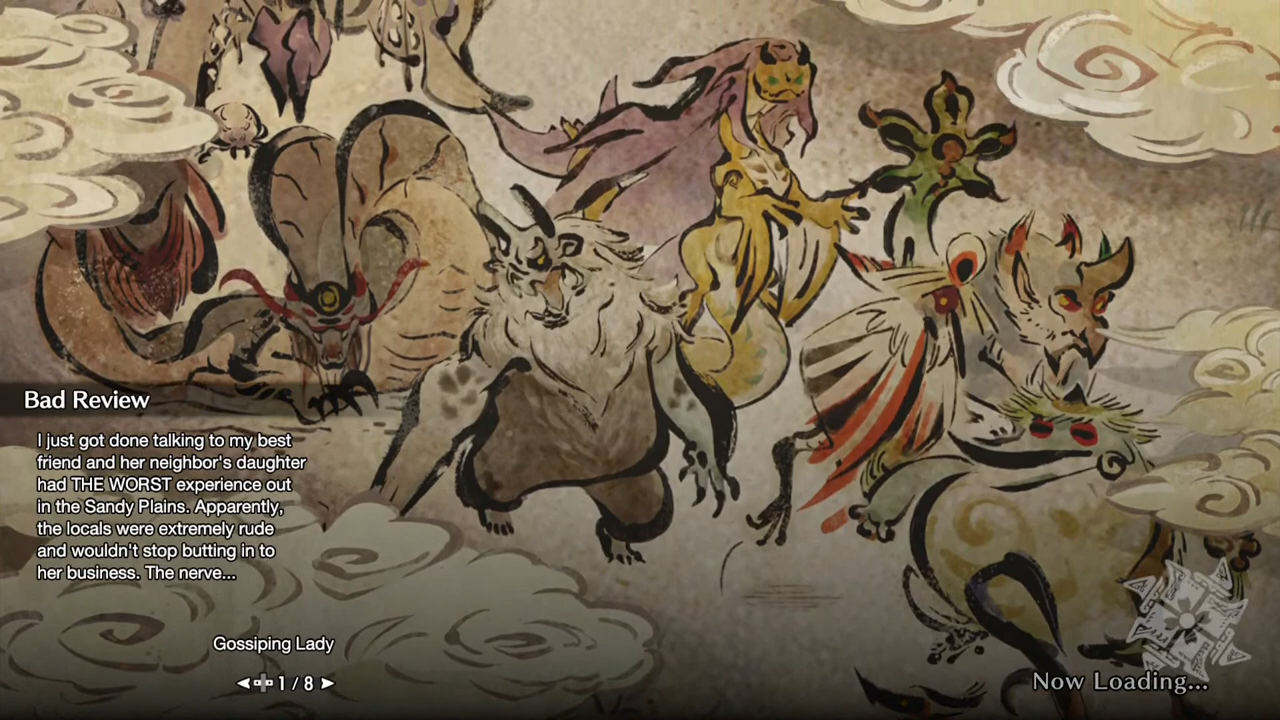 Bad Review
I just got done talking to my best
friend and her neighbor's daughter
had THE WORST experience out
in the Sandy Plains. Apparently,
the locals were extremely rude
and wouldn't stop butting in to
her business. The nerve...
Gossiping Lady
1 / 8
Now Loading...